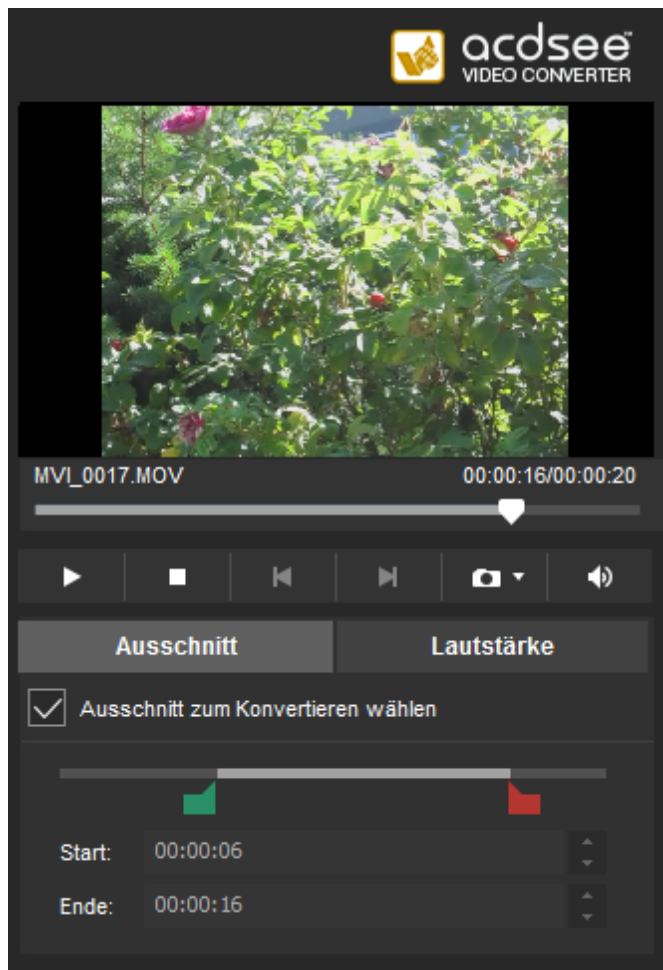 acdsee™
VIDEO CONVERTER
MVI_0017.MOV 00:00:16/00:00:20
Ausschnitt Lautstärke
Ausschnitt zum Konvertieren wählen
Start: 00:00:06
Ende: 00:00:16